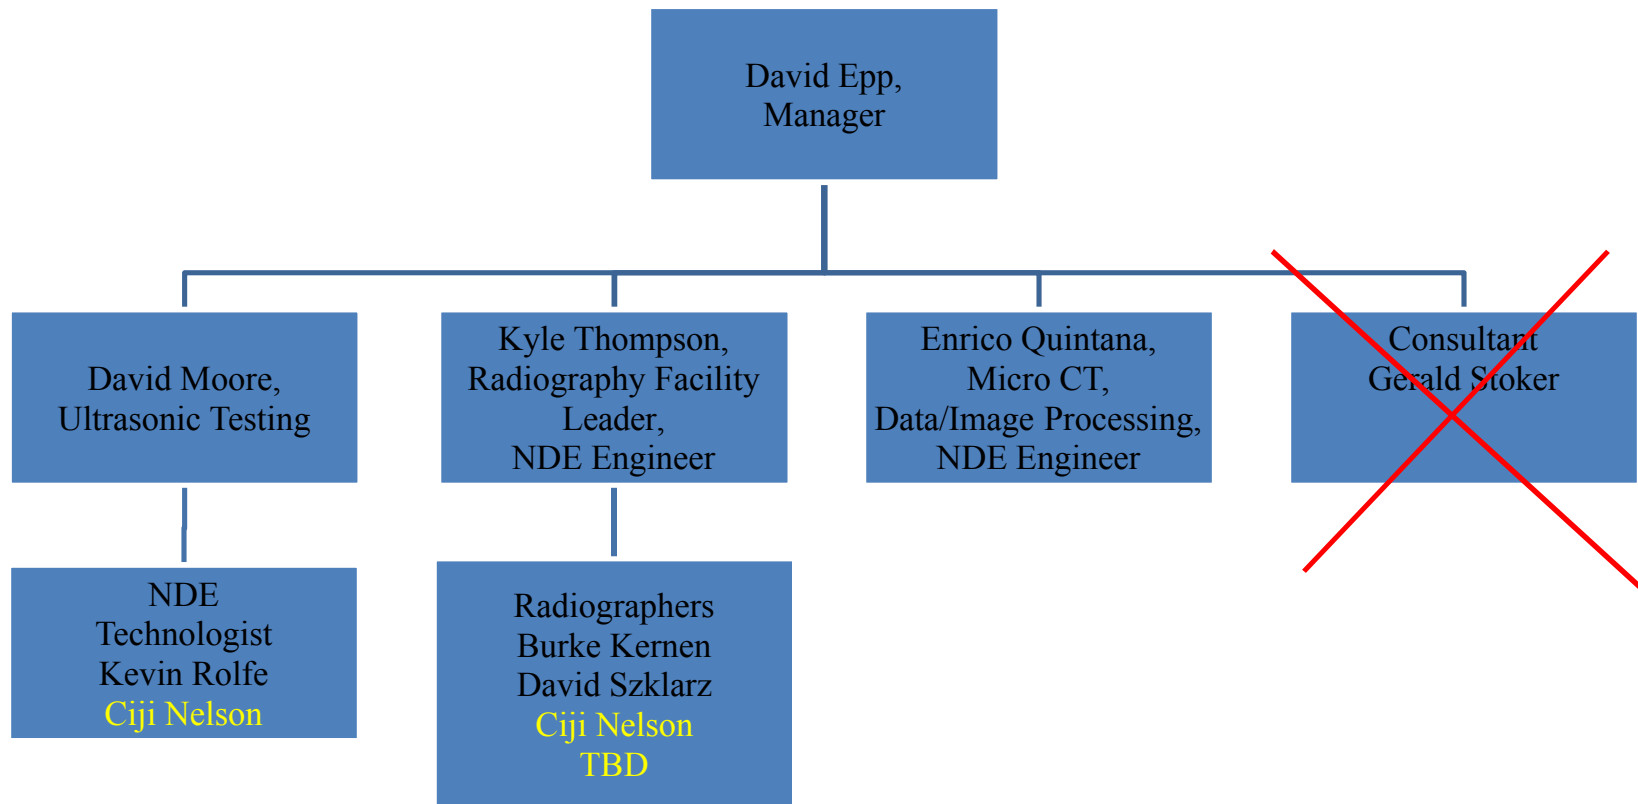 David Epp,
Manager
David Moore,
Ultrasonic Testing
Kyle Thompson,
Radiography Facility
Leader,
NDE Engineer
Enrico Quintana,
Micro CT,
Data/Image Processing,
NDE Engineer
Consultant
Gerald Stoker
NDE
Technologist
Kevin Rolfe
Ciji Nelson
Radiographers
Burke Kernen
David Szklarz
Ciji Nelson
TBD